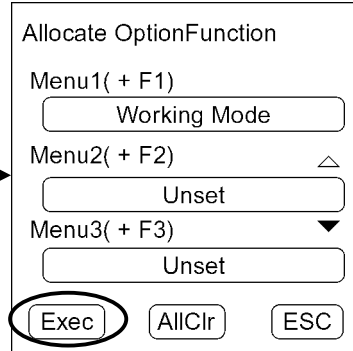 Allocate OptionFunction
Menu1( + F1)
Working Mode
Menu2( + F2)
Unset
Menu3( + F3)
Unset
Exec AllClr ESC